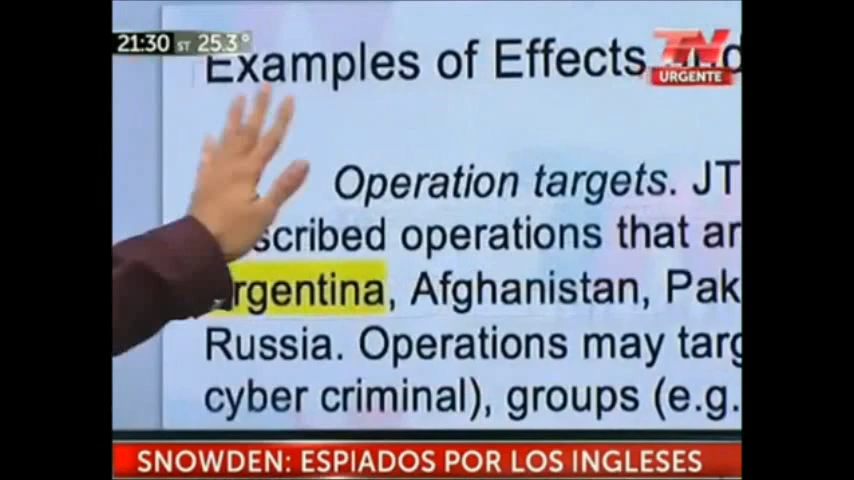 21:30 ST 25.3°
TN
URGENTE
Examples of Effects
Operation targets. JT
scribed operations that ar
rgentina, Afghanistan, Pak
Russia. Operations may targ
cyber criminal), groups (e.g.
SNOWDEN: ESPIADOS POR LOS INGLESES